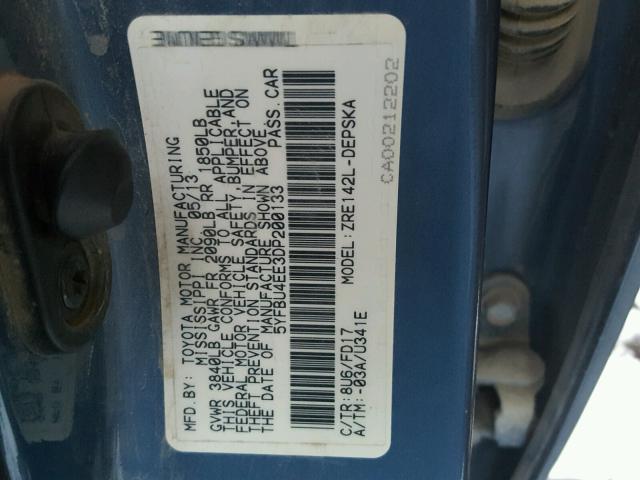 MFD.BY: TOYOTA MOTOR MANUFACTURING
MISSISSIPPI INC. 05/13
GVWR 3840LB GAWR FR 2090LB RR 1850LB
THIS VEHICLE CONFORMS TO ALL APPLICABLE
FEDERAL MOTOR VEHICLE SAFETY, BUMPER, AND
THEFT PREVENTION STANDARDS IN EFFECT ON
THE DATE OF MANUFACTURE SHOWN ABOVE
5YFBU4EE3DP200133 PASS.CAR
C/TR: 8U6/FD17 MODEL: ZRE142L-DEPSKA
A/TM: -03A/U341E
CA00212202